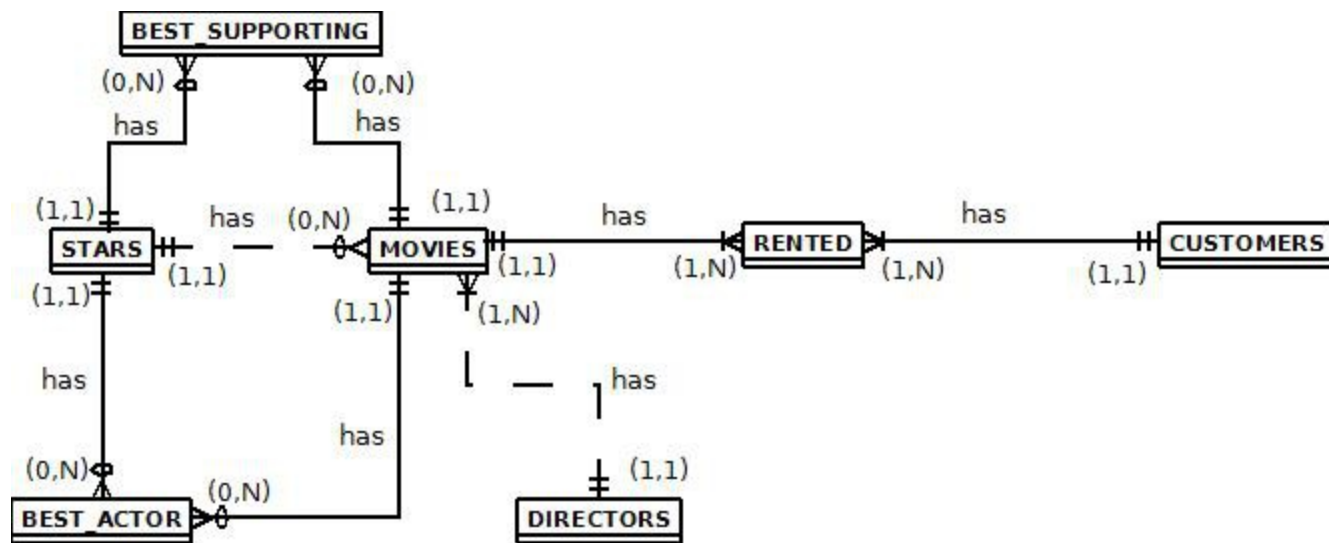 BEST_SUPPORTING
(0,N) (0,N)
has has
(1,1) has (0,N) (1,1) has has
STARS MOVIES RENTED CUSTOMERS
(1,1) (1,1) (1,N) (1,N) (1,1)
(1,1) (1,1) (1,N)
has has
has
(0,N) (0,N) (1,1)
BEST_ACTOR DIRECTORS